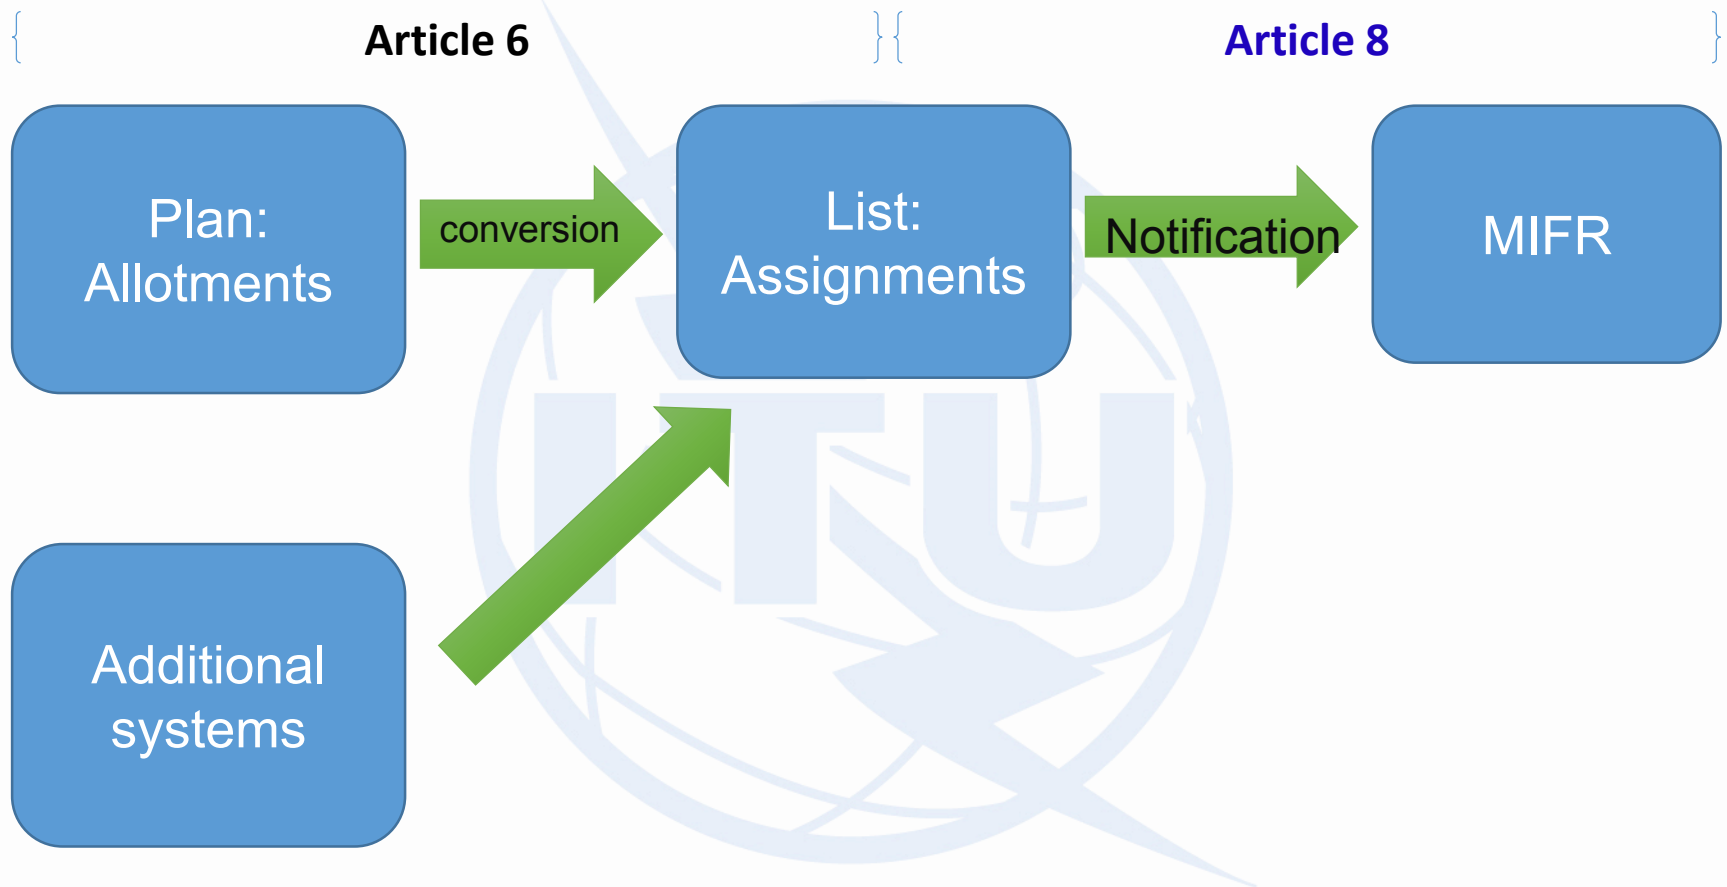 Article 6
Article 8
Plan:
Allotments
conversion
List:
Assignments
Notification
MIFR
Additional
systems
ITU